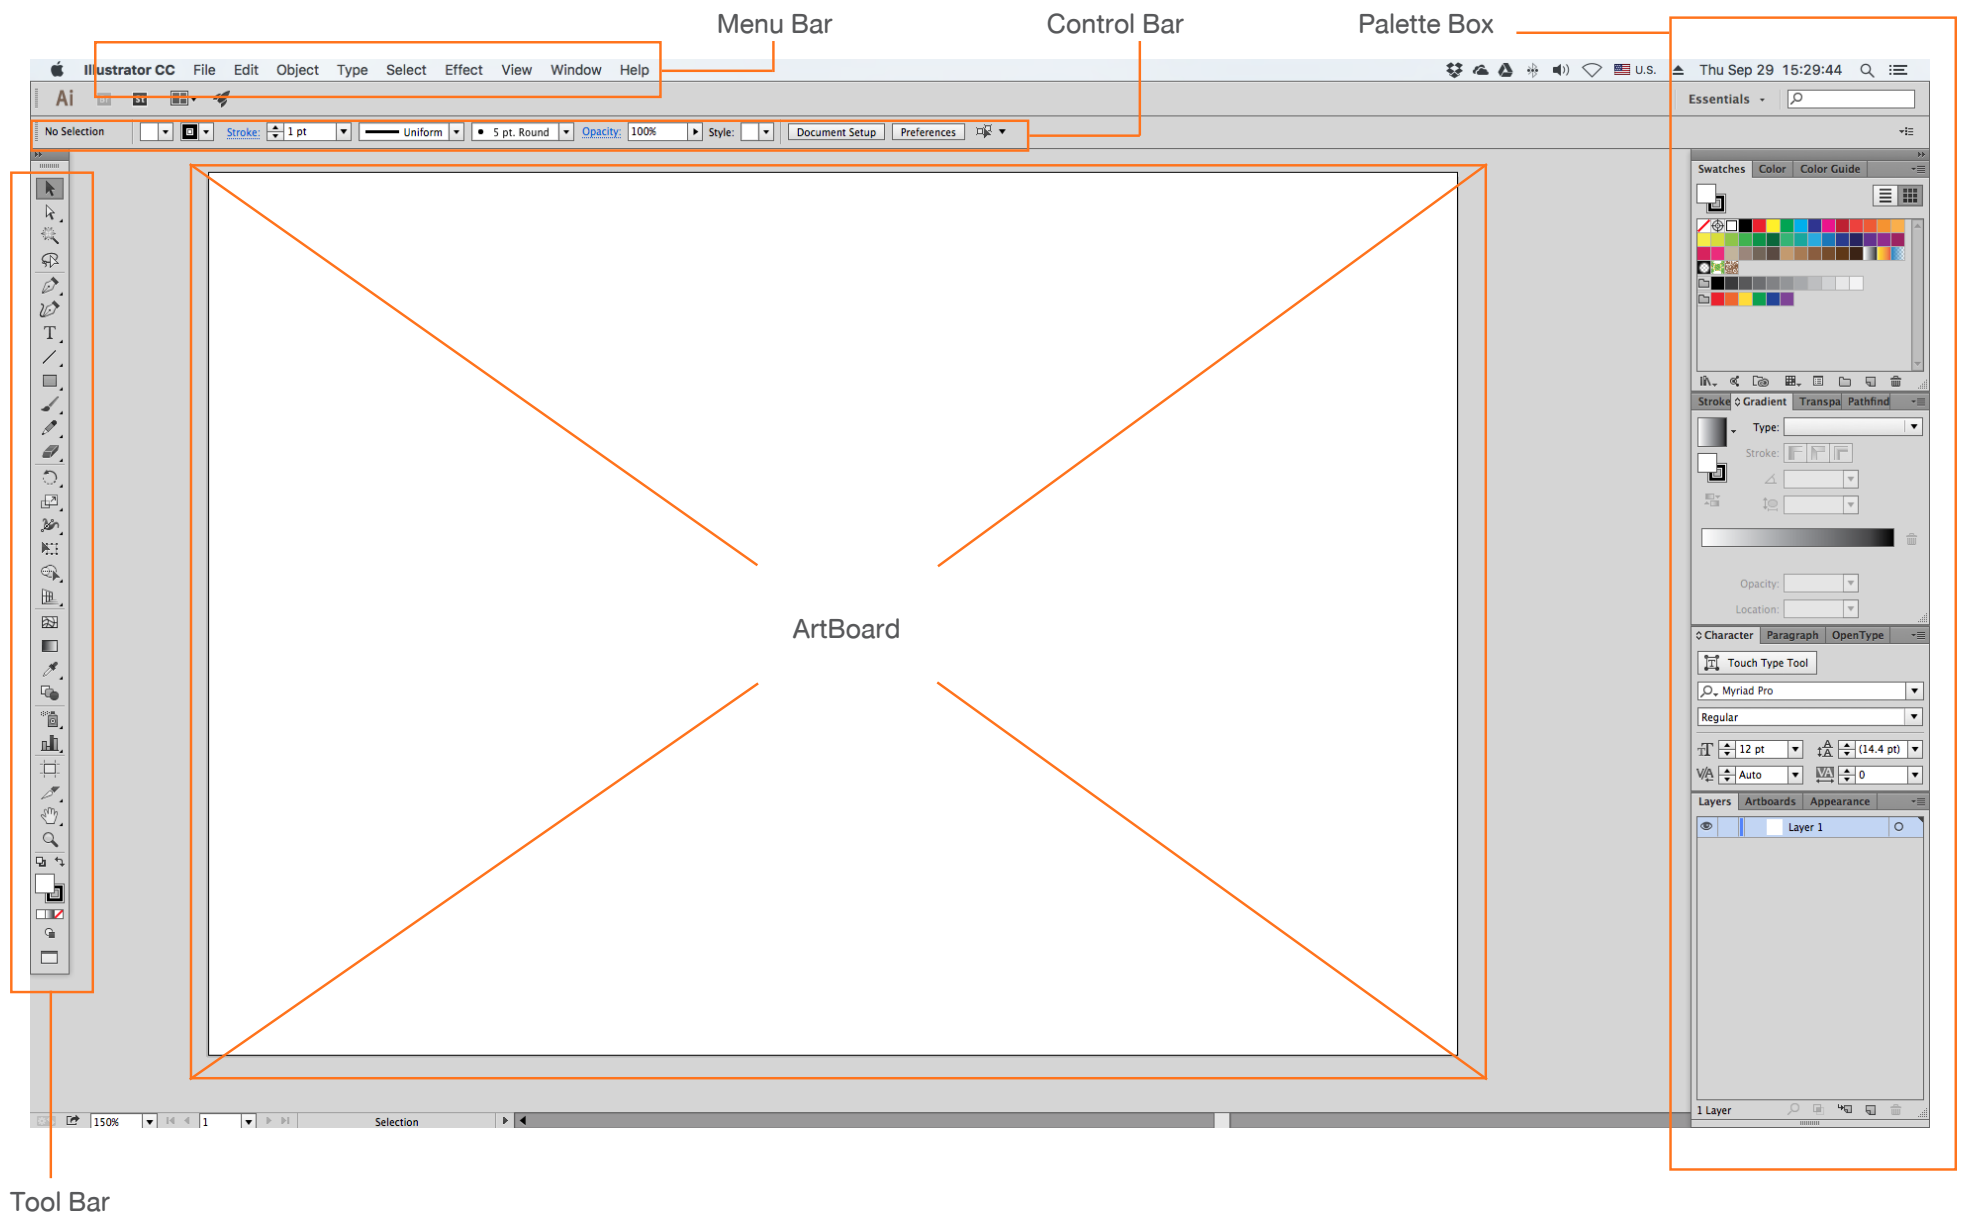 Menu Bar
Control Bar
Palette Box
Illustrator CC File Edit Object Type Select Effect View Window Help
U.S. Thu Sep 29 15:29:44
Ai St
Essentials
No Selection Stroke: 1 pt Uniform 5 pt. Round Opacity: 100% Style: Document Setup Preferences
Swatches Color Color Guide
Stroke Gradient Transpa Pathfind
Type:
Stroke:
Opacity:
Location:
ArtBoard
Character Paragraph OpenType
Touch Type Tool
Myriad Pro
Regular
12 pt (14.4 pt)
Auto 0
Layers Artboards Appearance
Layer 1
1 Layer
150% 1 Selection
Tool Bar